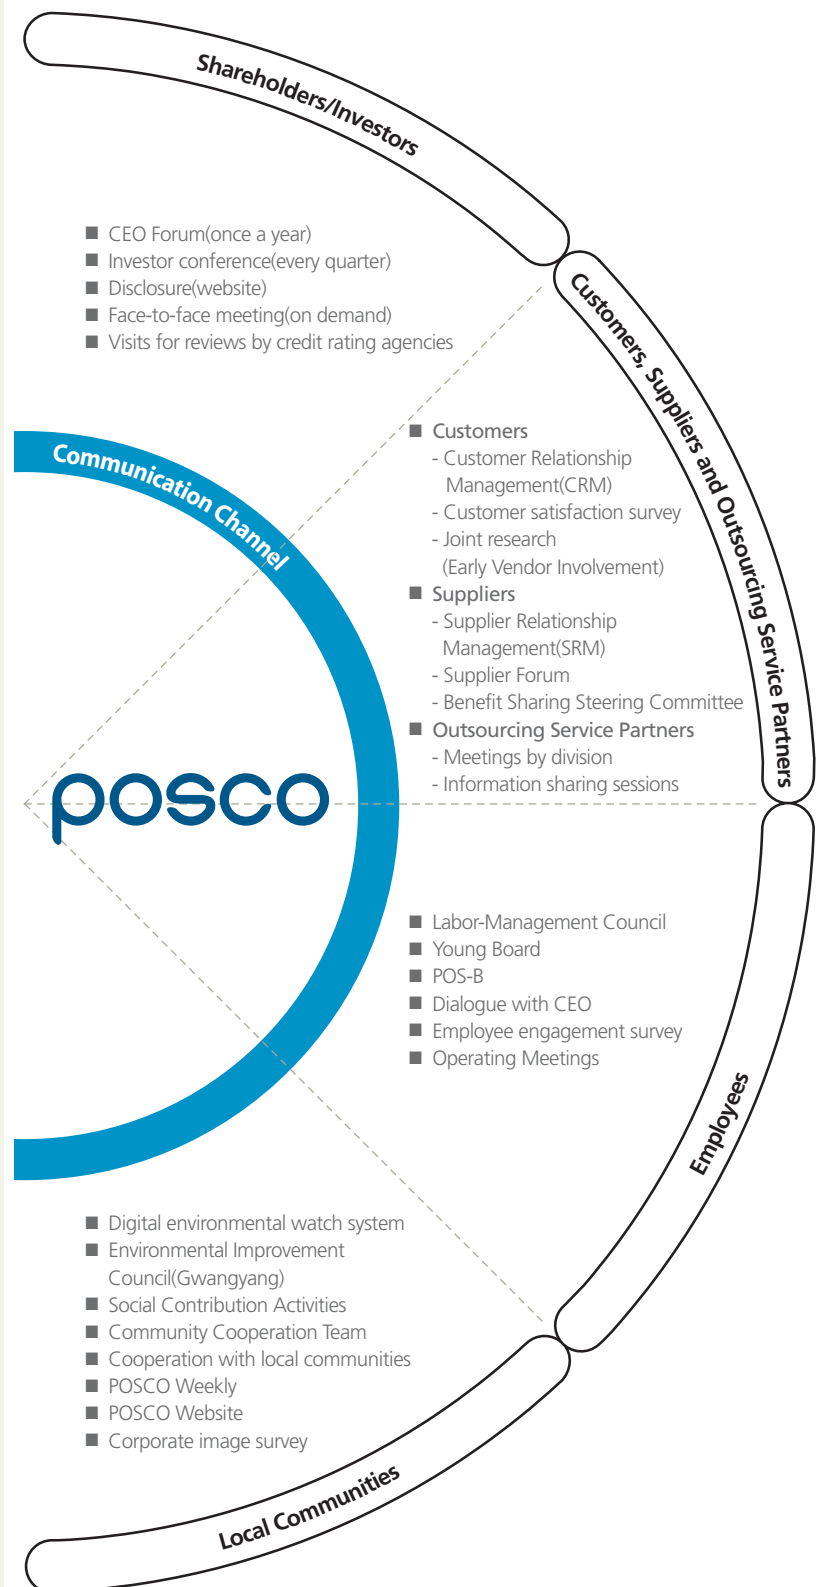 Shareholders/Investors
■ CEO Forum(once a year)
■ Investor conference(every quarter)
■ Disclosure(website)
■ Face-to-face meeting(on demand)
■ Visits for reviews by credit rating agencies
Customers, Suppliers and Outsourcing Service Partners
Communication Channel
■ Customers
- Customer Relationship
Management(CRM)
- Customer satisfaction survey
- Joint research
(Early Vendor Involvement)
■ Suppliers
- Supplier Relationship
Management(SRM)
- Supplier Forum
- Benefit Sharing Steering Committee
■ Outsourcing Service Partners
- Meetings by division
- Information sharing sessions
posco
■ Labor-Management Council
■ Young Board
■ POS-B
■ Dialogue with CEO
■ Employee engagement survey
■ Operating Meetings
Employees
■ Digital environmental watch system
■ Environmental Improvement
Council(Gwangyang)
■ Social Contribution Activities
■ Community Cooperation Team
■ Cooperation with local communities
■ POSCO Weekly
■ POSCO Website
■ Corporate image survey
Local Communities